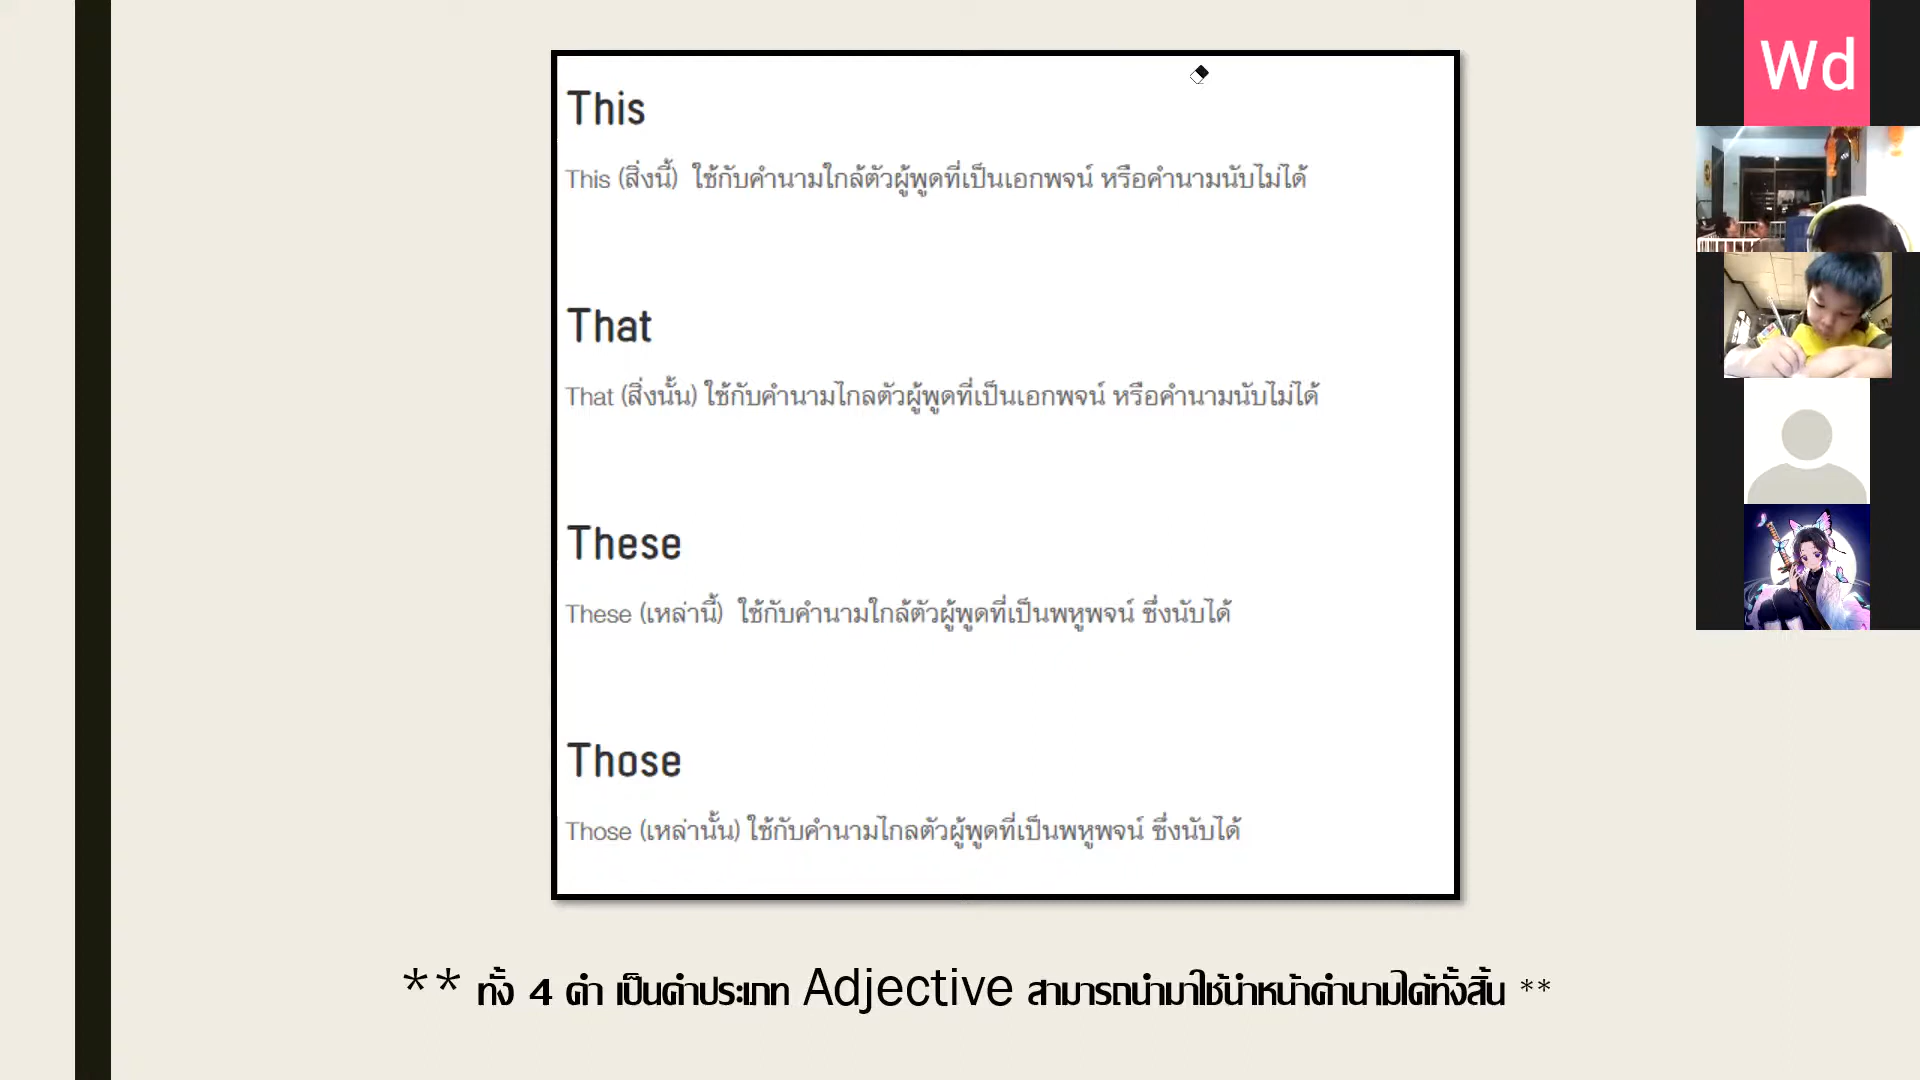 This
This (สิ่งนี้) ใช้กับคำนามใกล้ตัวผู้พูดที่เป็นเอกพจน์ หรือคำนามนับไม่ได้
That
That (สิ่งนั้น) ใช้กับคำนามไกลตัวผู้พูดที่เป็นเอกพจน์ หรือคำนามนับไม่ได้
These
These (เหล่านี้) ใช้กับคำนามใกล้ตัวผู้พูดที่เป็นพหูพจน์ ซึ่งนับได้
Those
Those (เหล่านั้น) ใช้กับคำนามไกลตัวผู้พูดที่เป็นพหูพจน์ ซึ่งนับได้
** ทั้ง 4 คำ เป็นคำประเภท Adjective สามารถนำมาใช้นำหน้าคำนามได้ทั้งสิ้น **
Wd